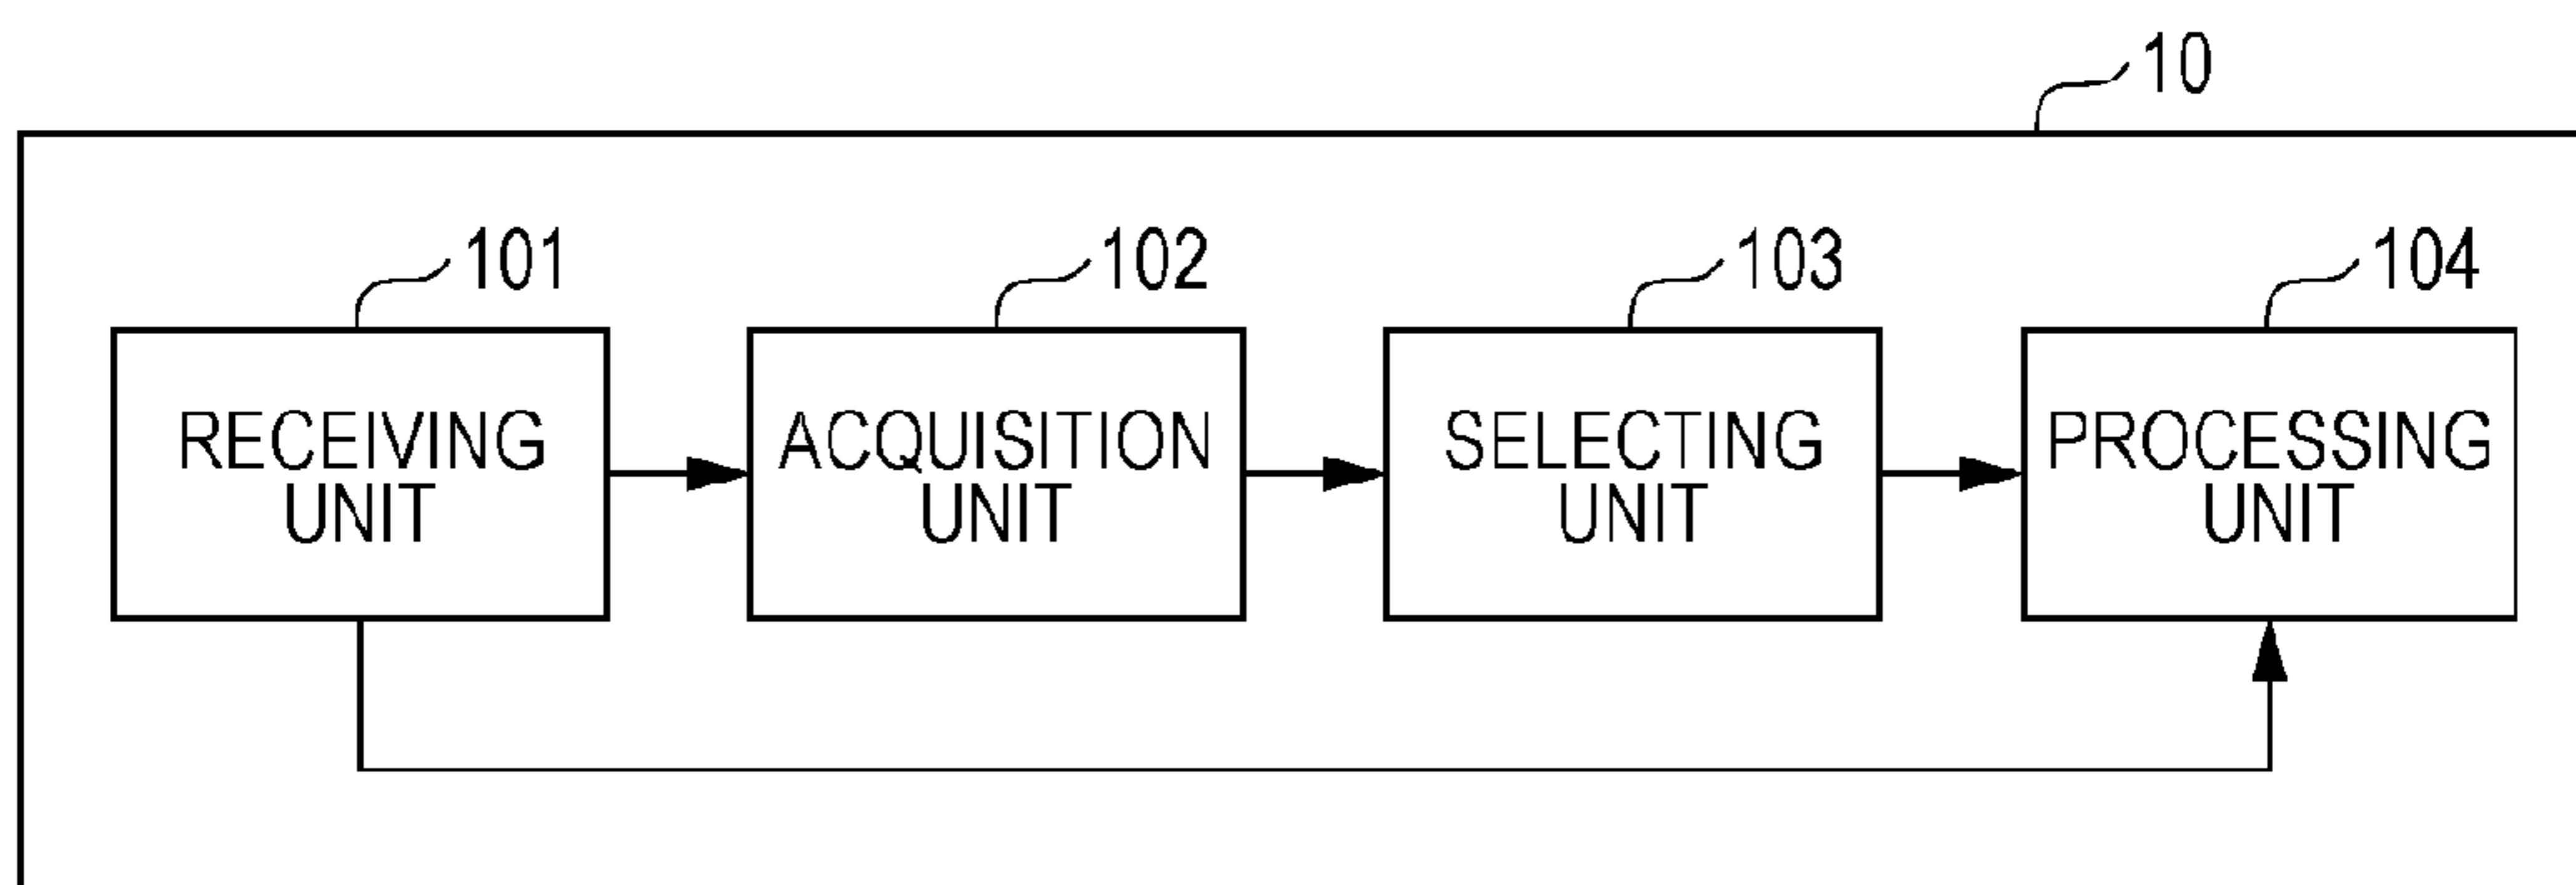 10
101
102
103
104
RECEIVING
UNIT
ACQUISITION
UNIT
SELECTING
UNIT
PROCESSING
UNIT